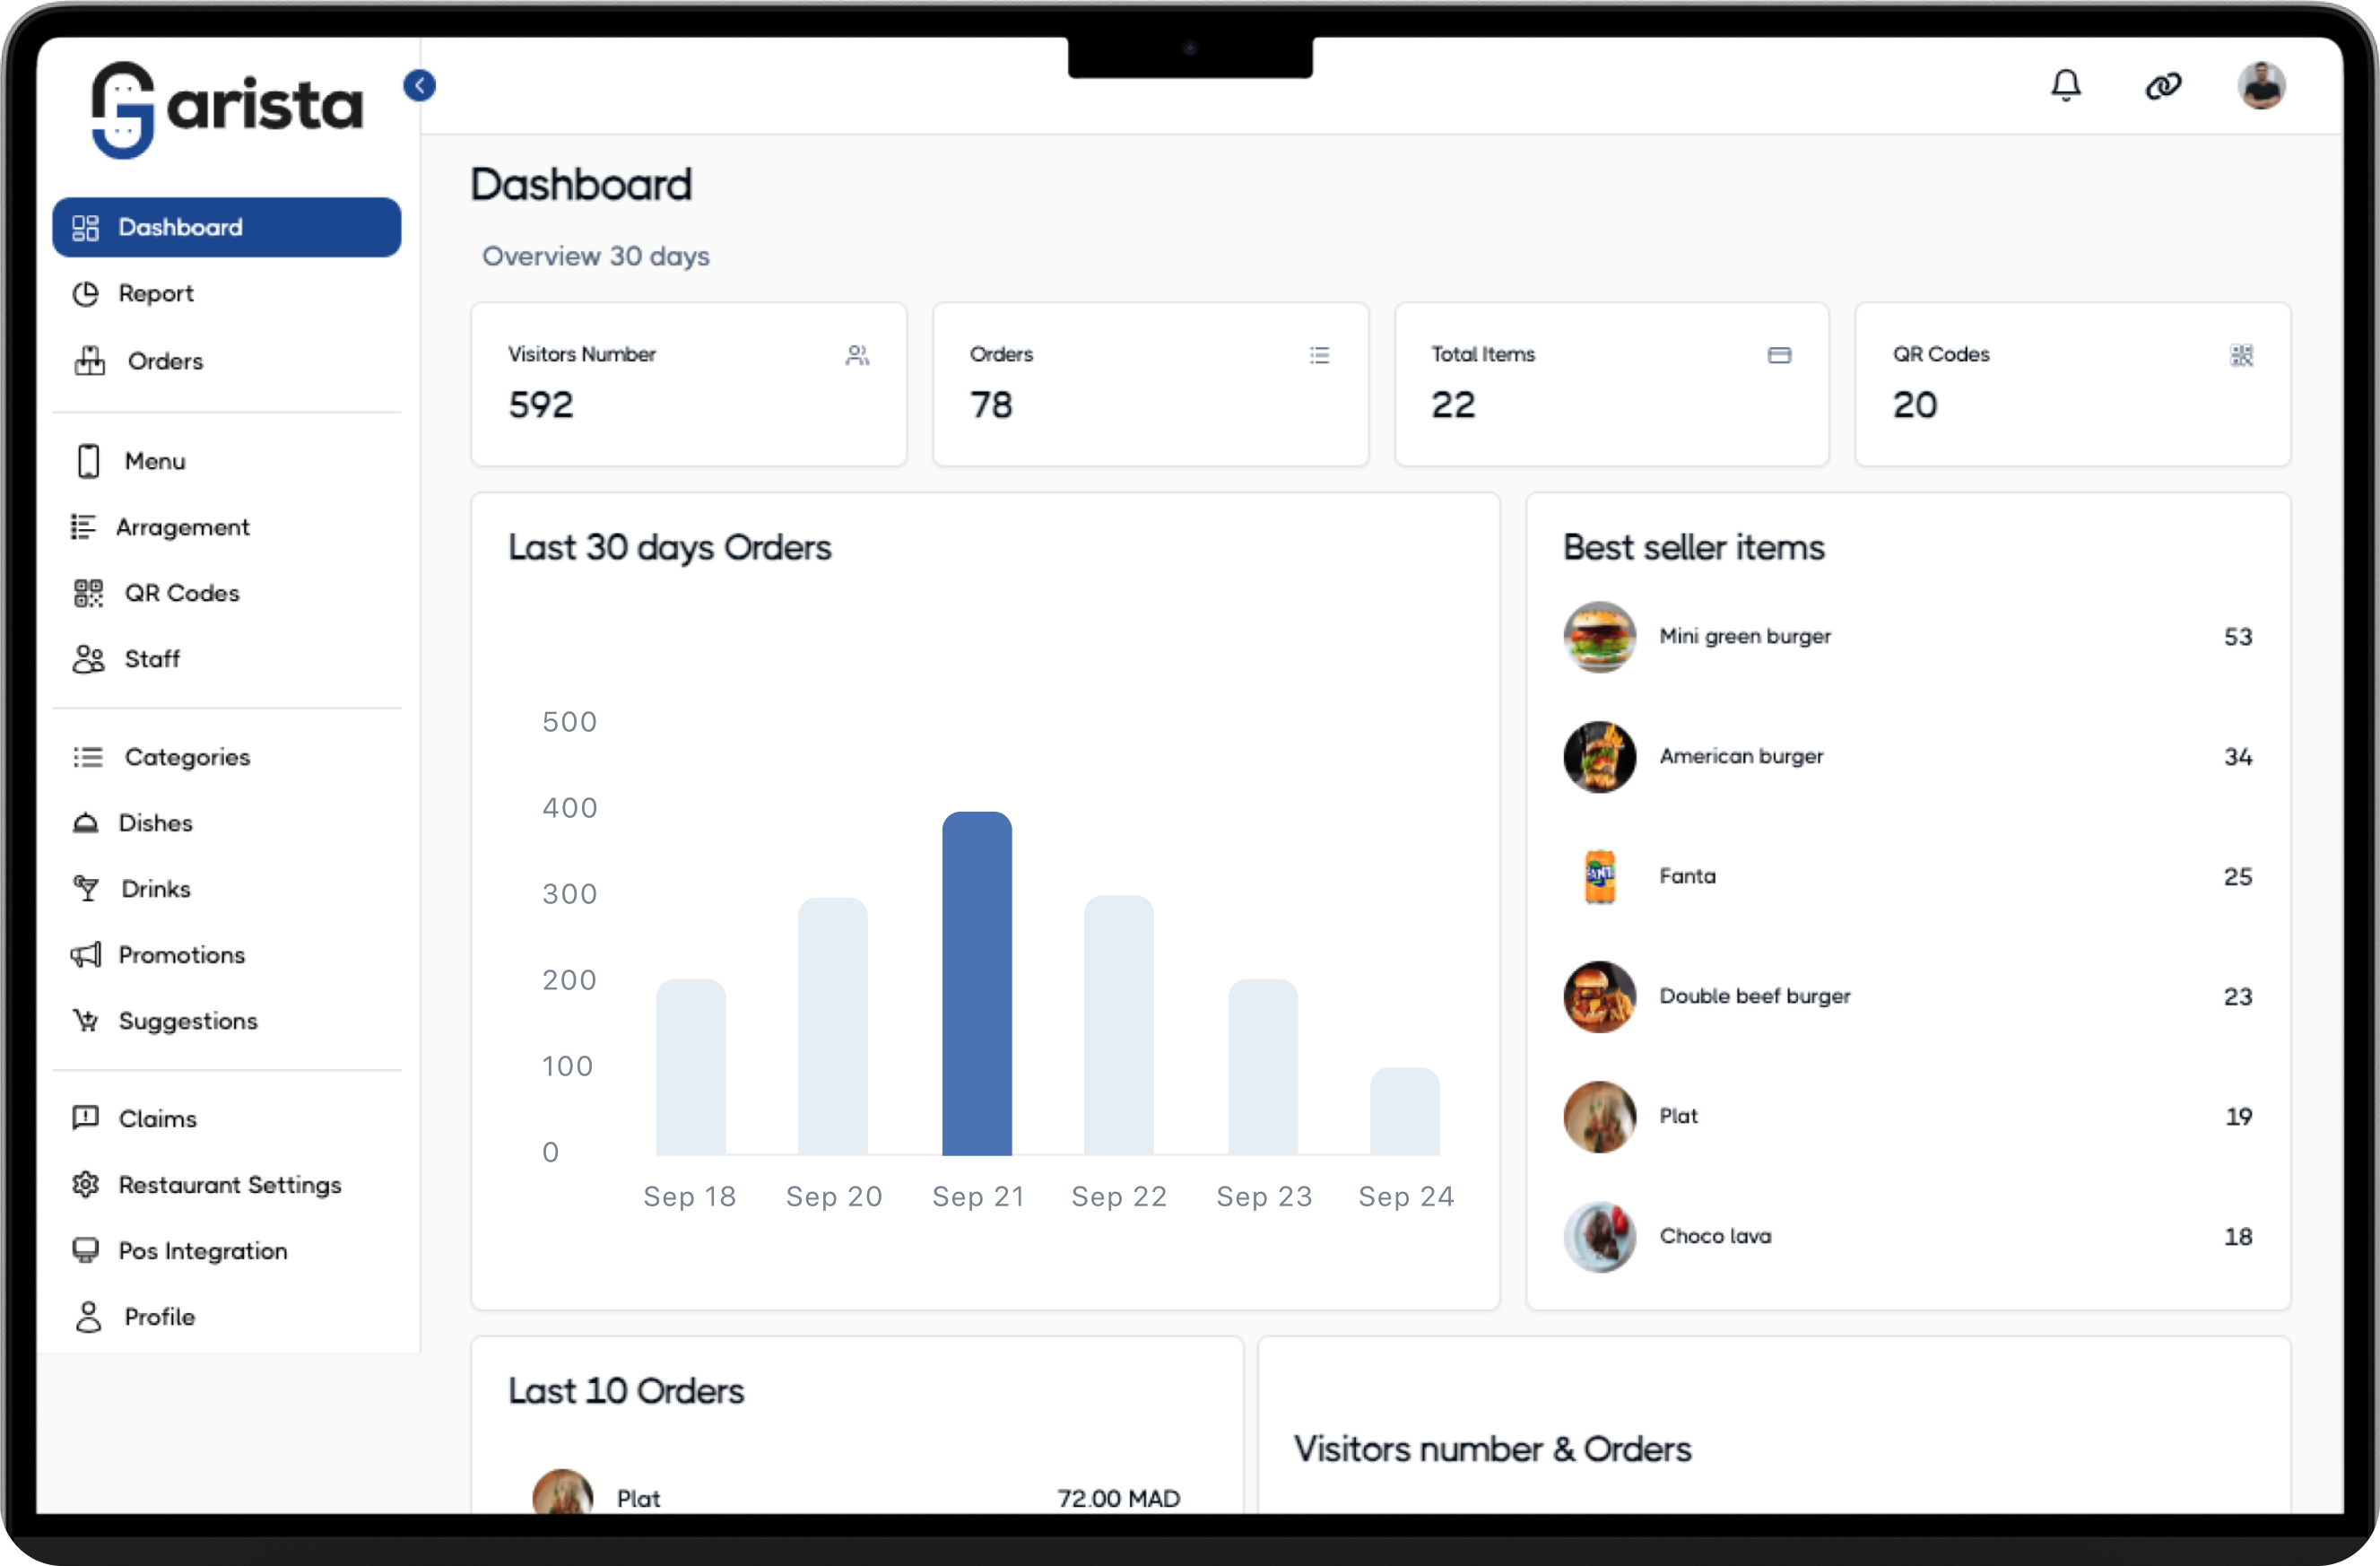 Garista
Dashboard
Report
Orders
Menu
Arragement
QR Codes
Staff
Categories
Dishes
Drinks
Promotions
Suggestions
Claims
Restaurant Settings
Pos Integration
Profile
Dashboard
Overview 30 days
Visitors Number
592
Orders
78
Total Items
22
QR Codes
20
Last 30 days Orders
500
400
300
200
100
0
Sep 18 Sep 20 Sep 21 Sep 22 Sep 23 Sep 24
Best seller items
Mini green burger 53
American burger 34
Fanta 25
Double beef burger 23
Plat 19
Choco lava 18
Last 10 Orders
Plat 72.00 MAD
Visitors number & Orders